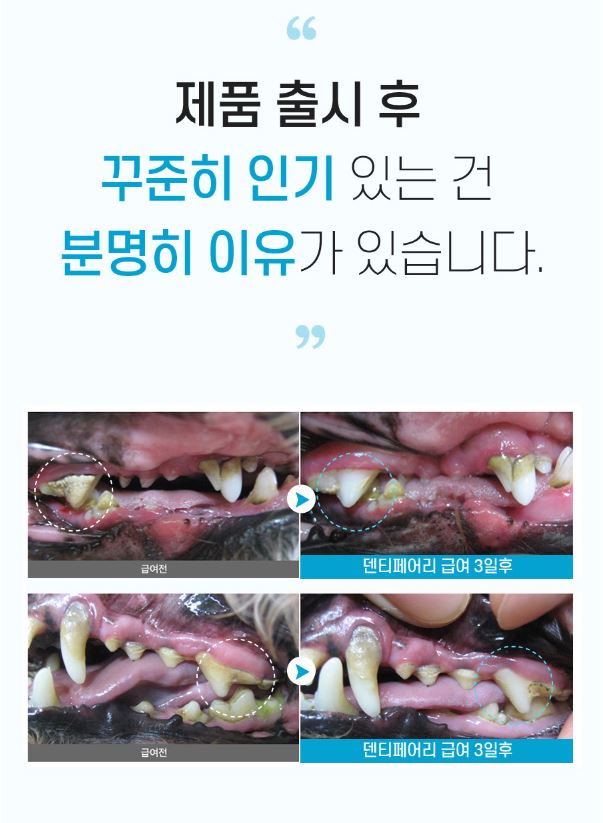 “
제품 출시 후
꾸준히 인기 있는 건
분명히 이유가 있습니다.
”
급여전
덴티페어리 급여 3일후
급여전
덴티페어리 급여 3일후